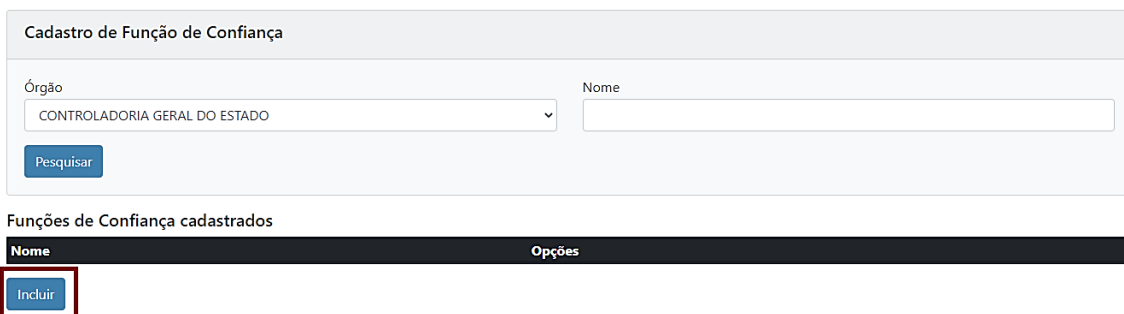 Cadastro de Função de Confiança
Órgão Nome
CONTROLADORIA GERAL DO ESTADO
Pesquisar
Funções de Confiança cadastrados
Nome Opções
Incluir